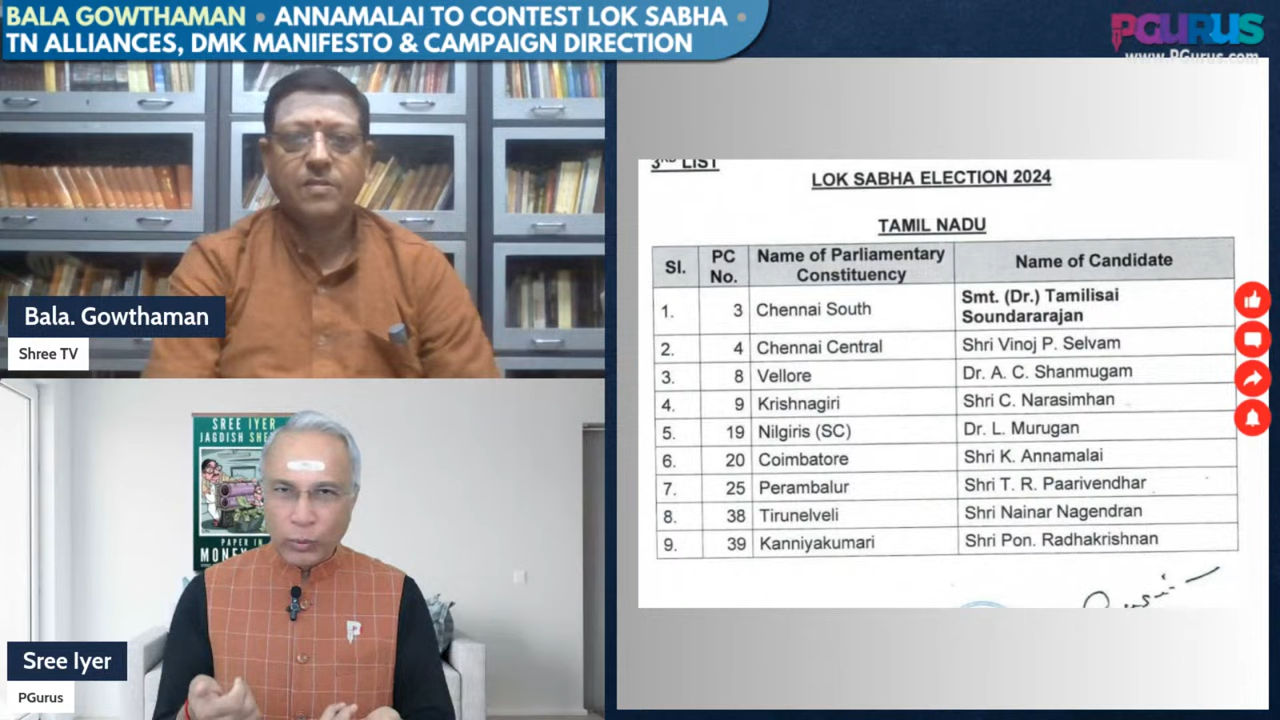 BALA GOWTHAMAN • ANNAMALAI TO CONTEST LOK SABHA •
TN ALLIANCES, DMK MANIFESTO & CAMPAIGN DIRECTION
PGURUS
www.PGurus.com
Bala. Gowthaman
Shree TV
SREE IYER
JAGDISH SHE
PAPER IN
MONEY
Sree Iyer
PGurus
P
3RD LIST
LOK SABHA ELECTION 2024
TAMIL NADU
Sl. PC No. Name of Parliamentary Constituency Name of Candidate
1. 3 Chennai South Smt. (Dr.) Tamilisai Soundararajan
2. 4 Chennai Central Shri Vinoj P. Selvam
3. 8 Vellore Dr. A. C. Shanmugam
4. 9 Krishnagiri Shri C. Narasimhan
5. 19 Nilgiris (SC) Dr. L. Murugan
6. 20 Coimbatore Shri K. Annamalai
7. 25 Perambalur Shri T. R. Paarivendhar
8. 38 Tirunelveli Shri Nainar Nagendran
9. 39 Kanniyakumari Shri Pon. Radhakrishnan